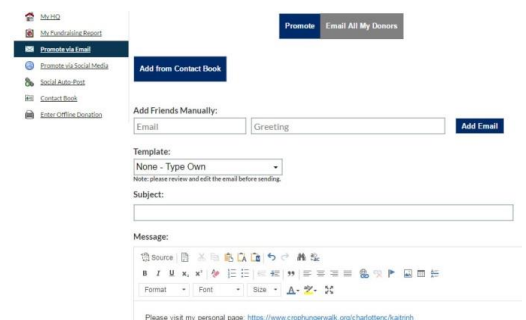 My HQ
My Fundraising Report
Promote via Email
Promote via Social Media
Social Auto-Post
Contact Book
Enter Offline Donation
Promote Email All My Donors
Add from Contact Book
Add Friends Manually:
Email Greeting Add Email
Template:
None - Type Own
Note: please review and edit the email before sending.
Subject:
Message:
Source
B I U x, x'
Format Font Size A
Please visit my personal page https://www.crophungerwalk.org/charlottenc/kaitrinh